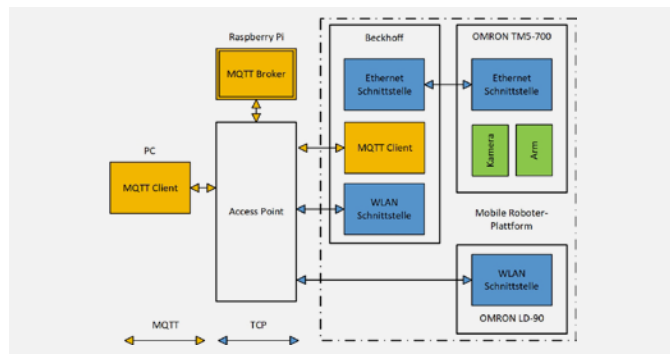 Raspberry Pi
MQTT Broker
PC
MQTT Client
Access Point
Beckhoff
Ethernet
Schnittstelle
MQTT Client
WLAN
Schnittstelle
OMRON TM5-700
Ethernet
Schnittstelle
Kamera
Arm
Mobile Roboter-
Plattform
WLAN
Schnittstelle
OMRON LD-90
MQTT
TCP